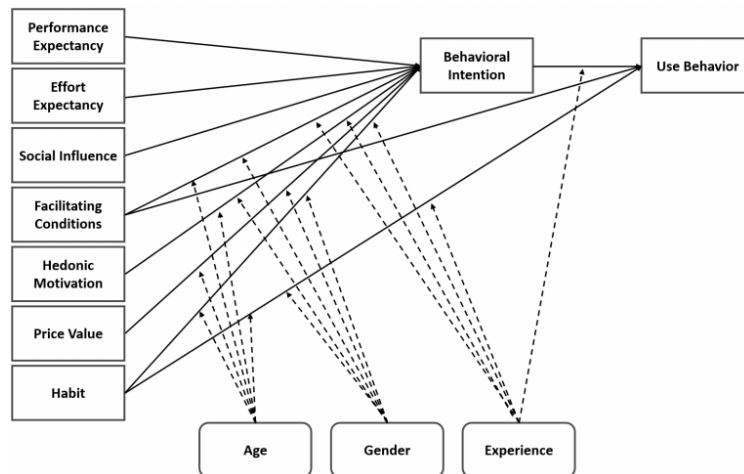 Performance
Expectancy
Behavioral
Intention
Use Behavior
Effort
Expectancy
Social Influence
Facilitating
Conditions
Hedonic
Motivation
Price Value
Habit
Age
Gender
Experience